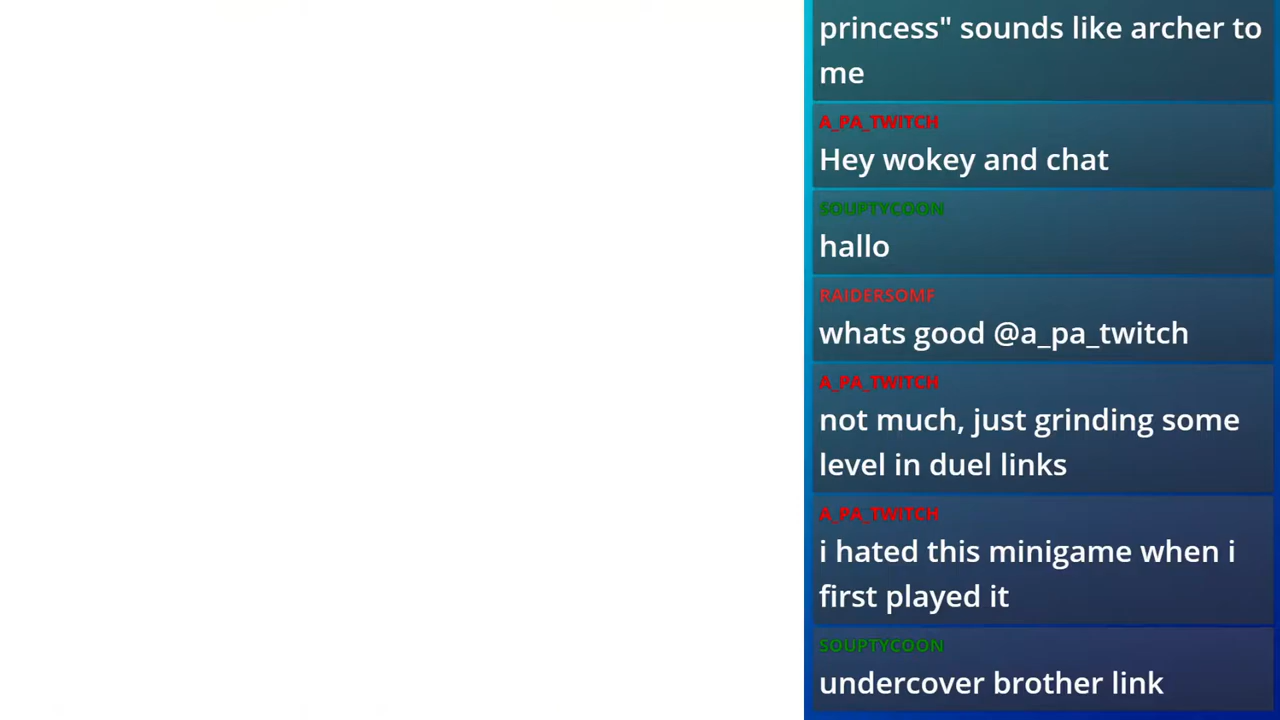 princess" sounds like archer to
me
A_PA_TWITCH
Hey wokey and chat
SOUPTYCOON
hallo
RAIDERSOMF
whats good @a_pa_twitch
A_PA_TWITCH
not much, just grinding some
level in duel links
A_PA_TWITCH
i hated this minigame when i
first played it
SOUPTYCOON
undercover brother link